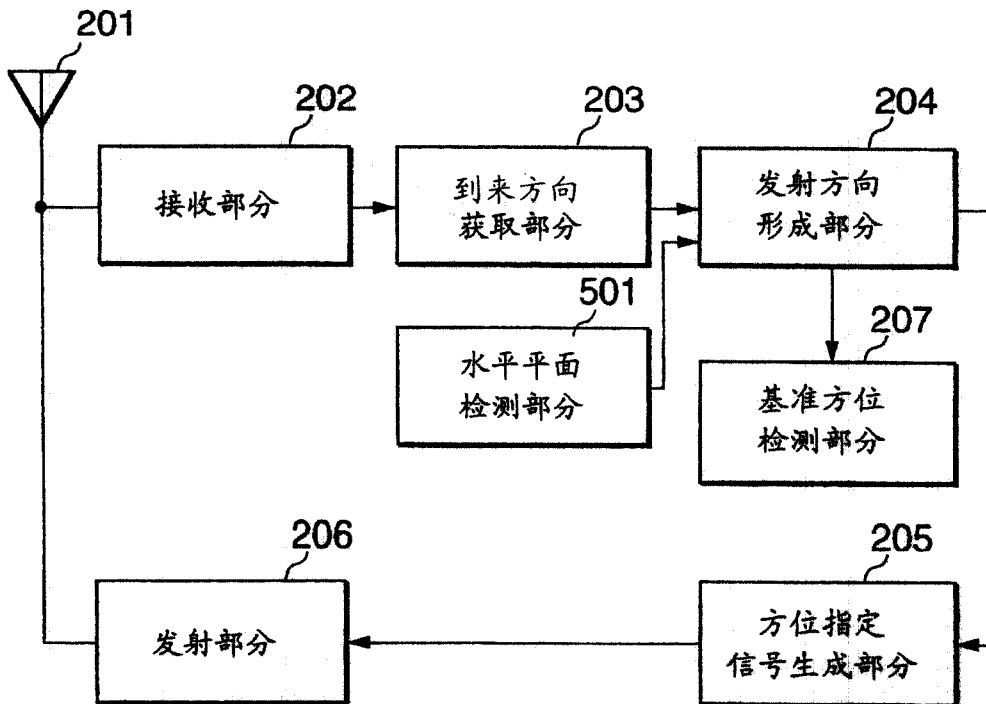 201
202
接收部分
203
到来方向
获取部分
204
发射方向
形成部分
501
水平平面
检测部分
207
基准方位
检测部分
206
发射部分
205
方位指定
信号生成部分